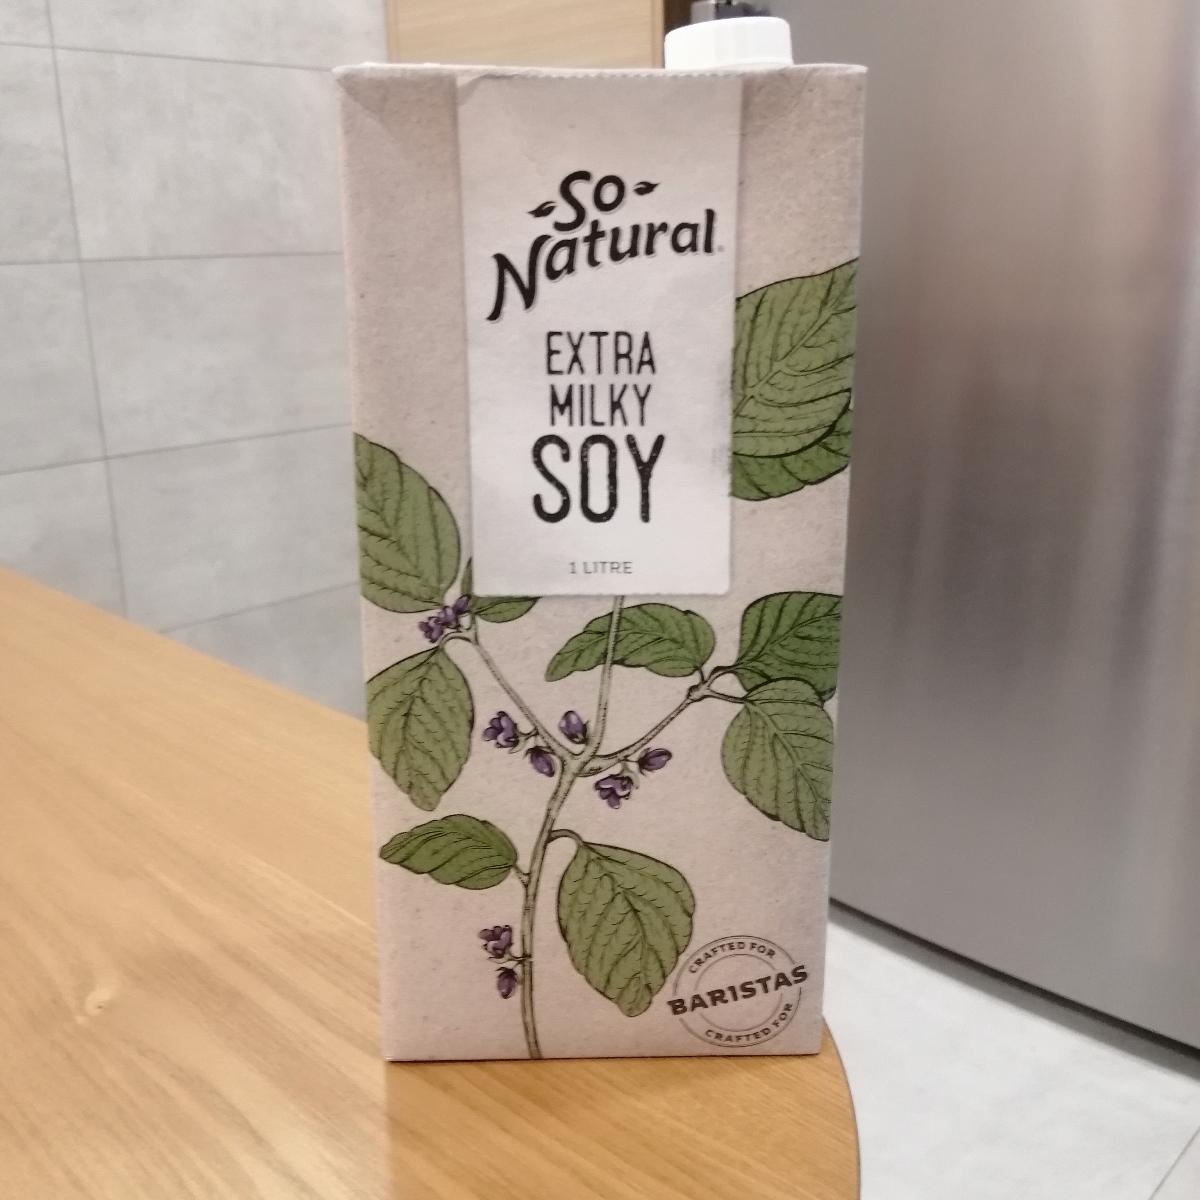 So
Natural
EXTRA
MILKY
SOY
1 LITRE
CRAFTED FOR
BARISTAS
CRAFTED FOR